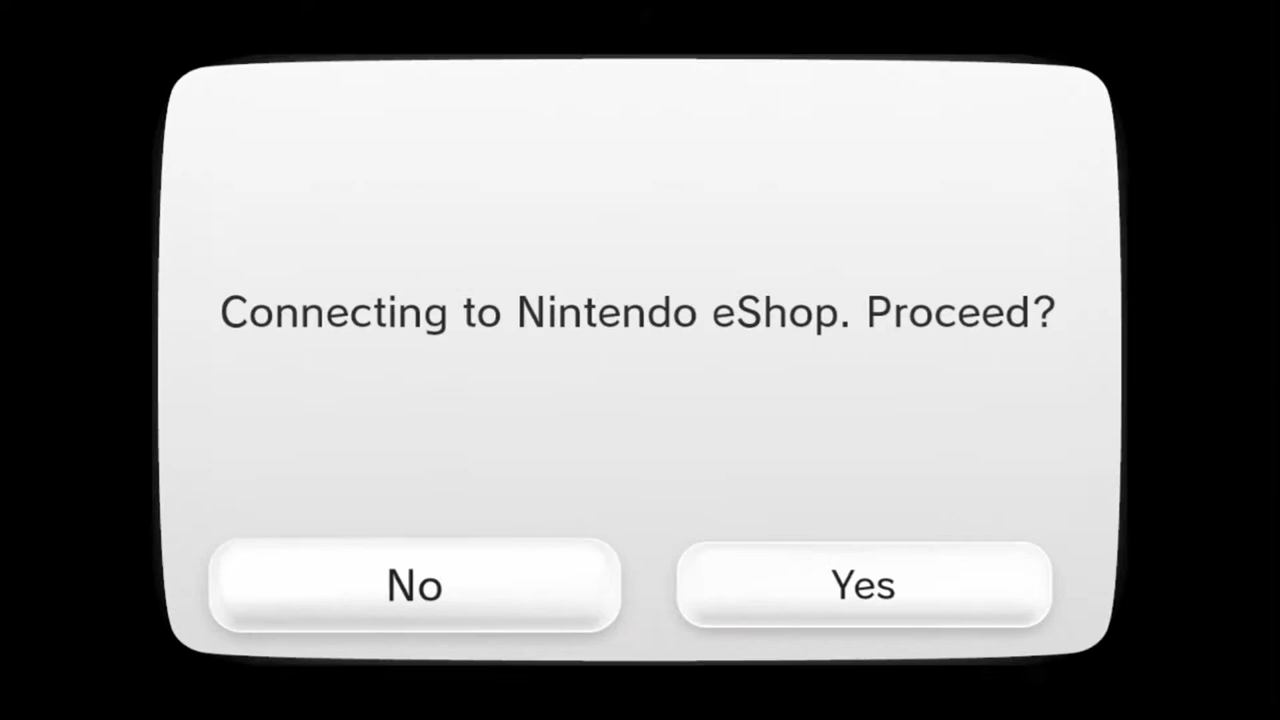 Connecting to Nintendo eShop. Proceed?
No
Yes